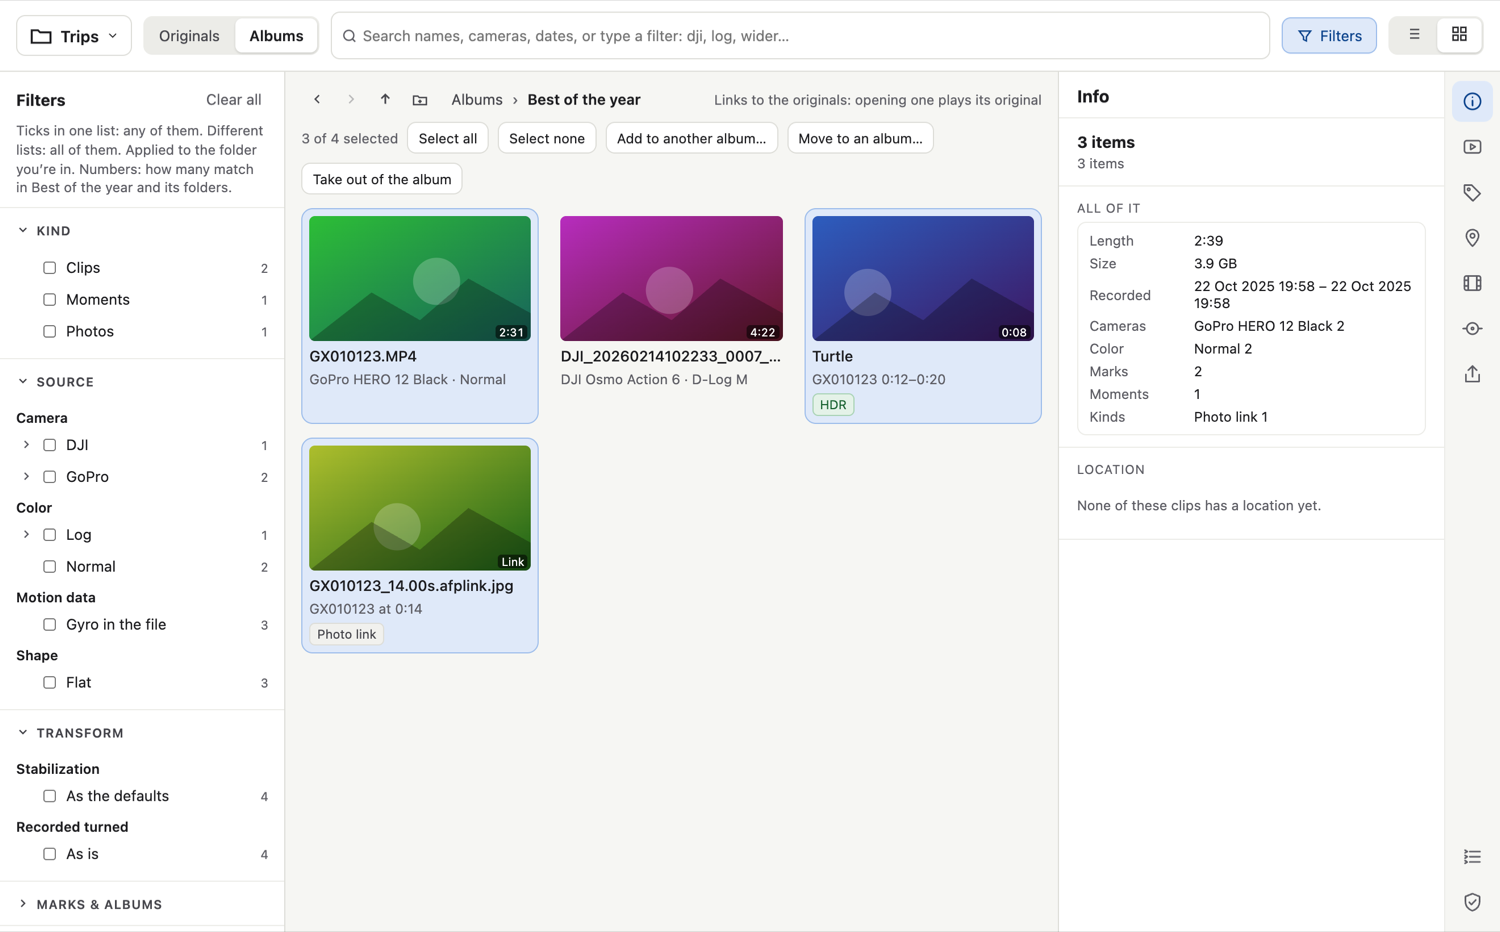 Trips
Originals
Albums
Search names, cameras, dates, or type a filter: dji, log, wider...
Filters
Filters
Clear all
Ticks in one list: any of them. Different
lists: all of them. Applied to the folder
you’re in. Numbers: how many match
in Best of the year and its folders.
KIND
Clips 2
Moments 1
Photos 1
SOURCE
Camera
DJI 1
GoPro 2
Color
Log 1
Normal 2
Motion data
Gyro in the file 3
Shape
Flat 3
TRANSFORM
Stabilization
As the defaults 4
Recorded turned
As is 4
MARKS & ALBUMS
Albums › Best of the year
Links to the originals: opening one plays its original
3 of 4 selected
Select all
Select none
Add to another album...
Move to an album...
Take out of the album
2:31
GX010123.MP4
GoPro HERO 12 Black · Normal
4:22
DJI_20260214102233_0007_...
DJI Osmo Action 6 · D-Log M
0:08
Turtle
GX010123 0:12–0:20
HDR
Link
GX010123_14.00s.afplink.jpg
GX010123 at 0:14
Photo link
Info
3 items
3 items
ALL OF IT
Length 2:39
Size 3.9 GB
Recorded 22 Oct 2025 19:58 – 22 Oct 2025
19:58
Cameras GoPro HERO 12 Black 2
Color Normal 2
Marks 2
Moments 1
Kinds Photo link 1
LOCATION
None of these clips has a location yet.